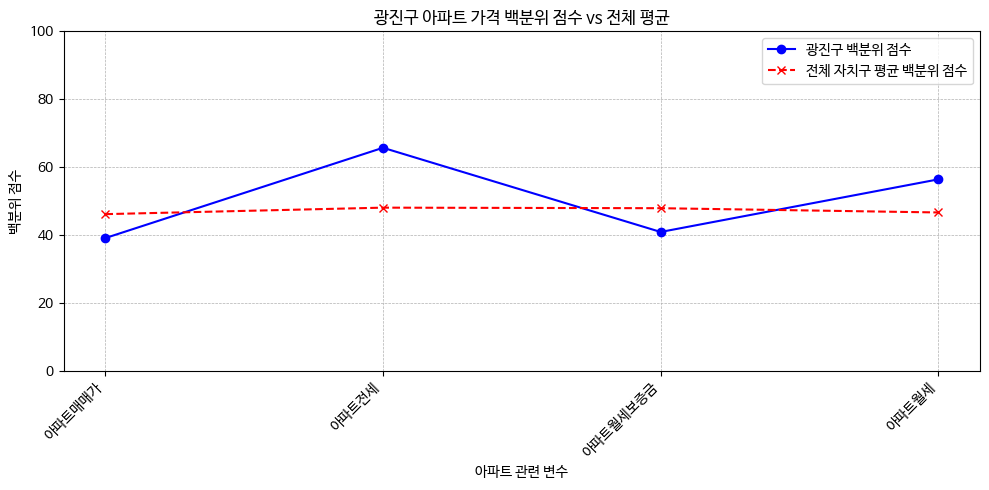 광진구 아파트 가격 백분위 점수 vs 전체 평균
광진구 백분위 점수
전체 자치구 평균 백분위 점수
백분위 점수
100
80
60
40
20
0
아파트매매가
아파트전세
아파트월세보증금
아파트월세
아파트 관련 변수